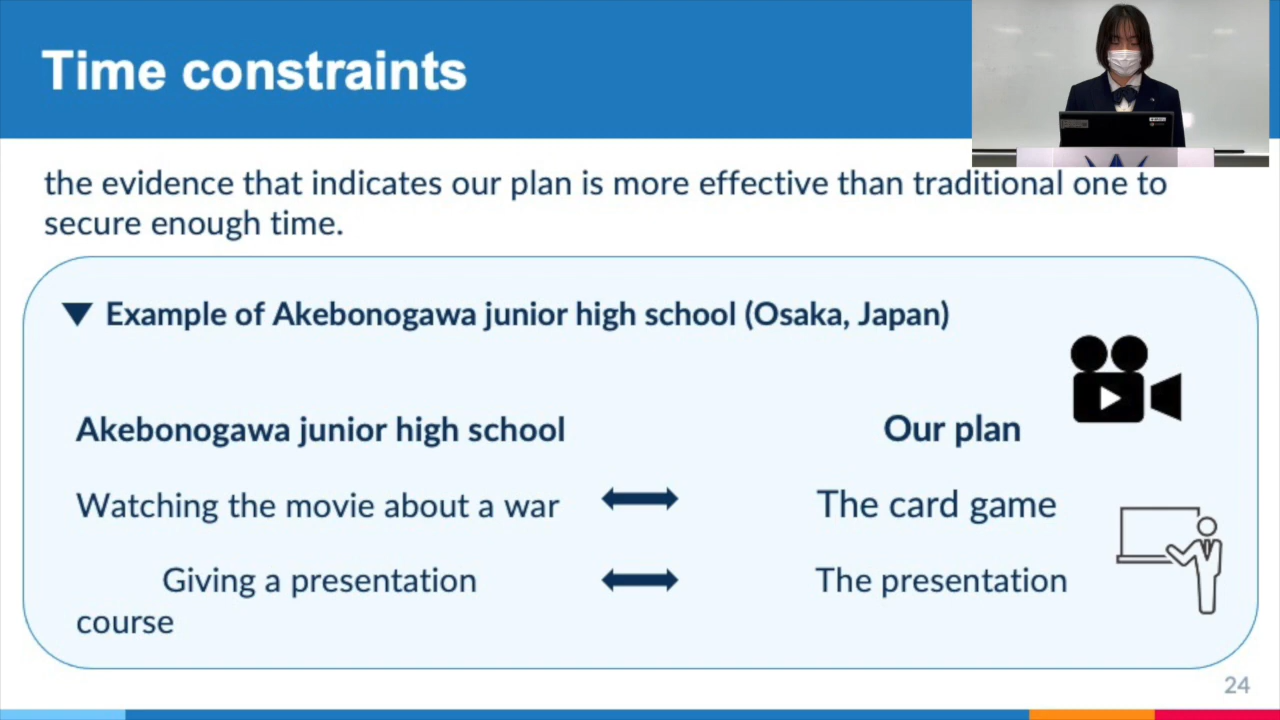 Time constraints
the evidence that indicates our plan is more effective than traditional one to
secure enough time.
▼ Example of Akebonogawa junior high school (Osaka, Japan)
Akebonogawa junior high school Our plan
Watching the movie about a war The card game
Giving a presentation The presentation
course
24